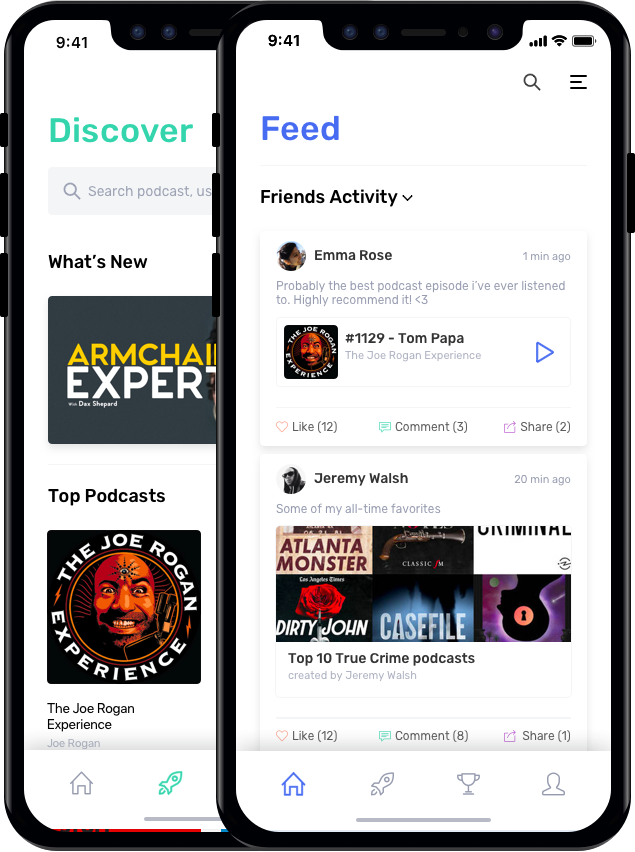 9:41
Discover
Search podcast, us
What's New
ARMCHAI
EXPERT
with Dax Shepard
Top Podcasts
THE JOE ROGAN
EXPERIENCE
The Joe Rogan
Experience
Joe Rogan
9:41
Feed
Friends Activity
Emma Rose
1 min ago
Probably the best podcast episode i've ever listened
to. Highly recommend it! <3
THE JOE ROGAN
EXPERIENCE
#1129 - Tom Papa
The Joe Rogan Experience
Like (12)
Comment (3)
Share (2)
Jeremy Walsh
20 min ago
Some of my all-time favorites
ATLANTA
MONSTER
CLASSIC
CRIMINAL
Los Angeles Times
DIRTY JOHN
CASEFILE
Top 10 True Crime podcasts
created by Jeremy Walsh
Like (12)
Comment (8)
Share (1)